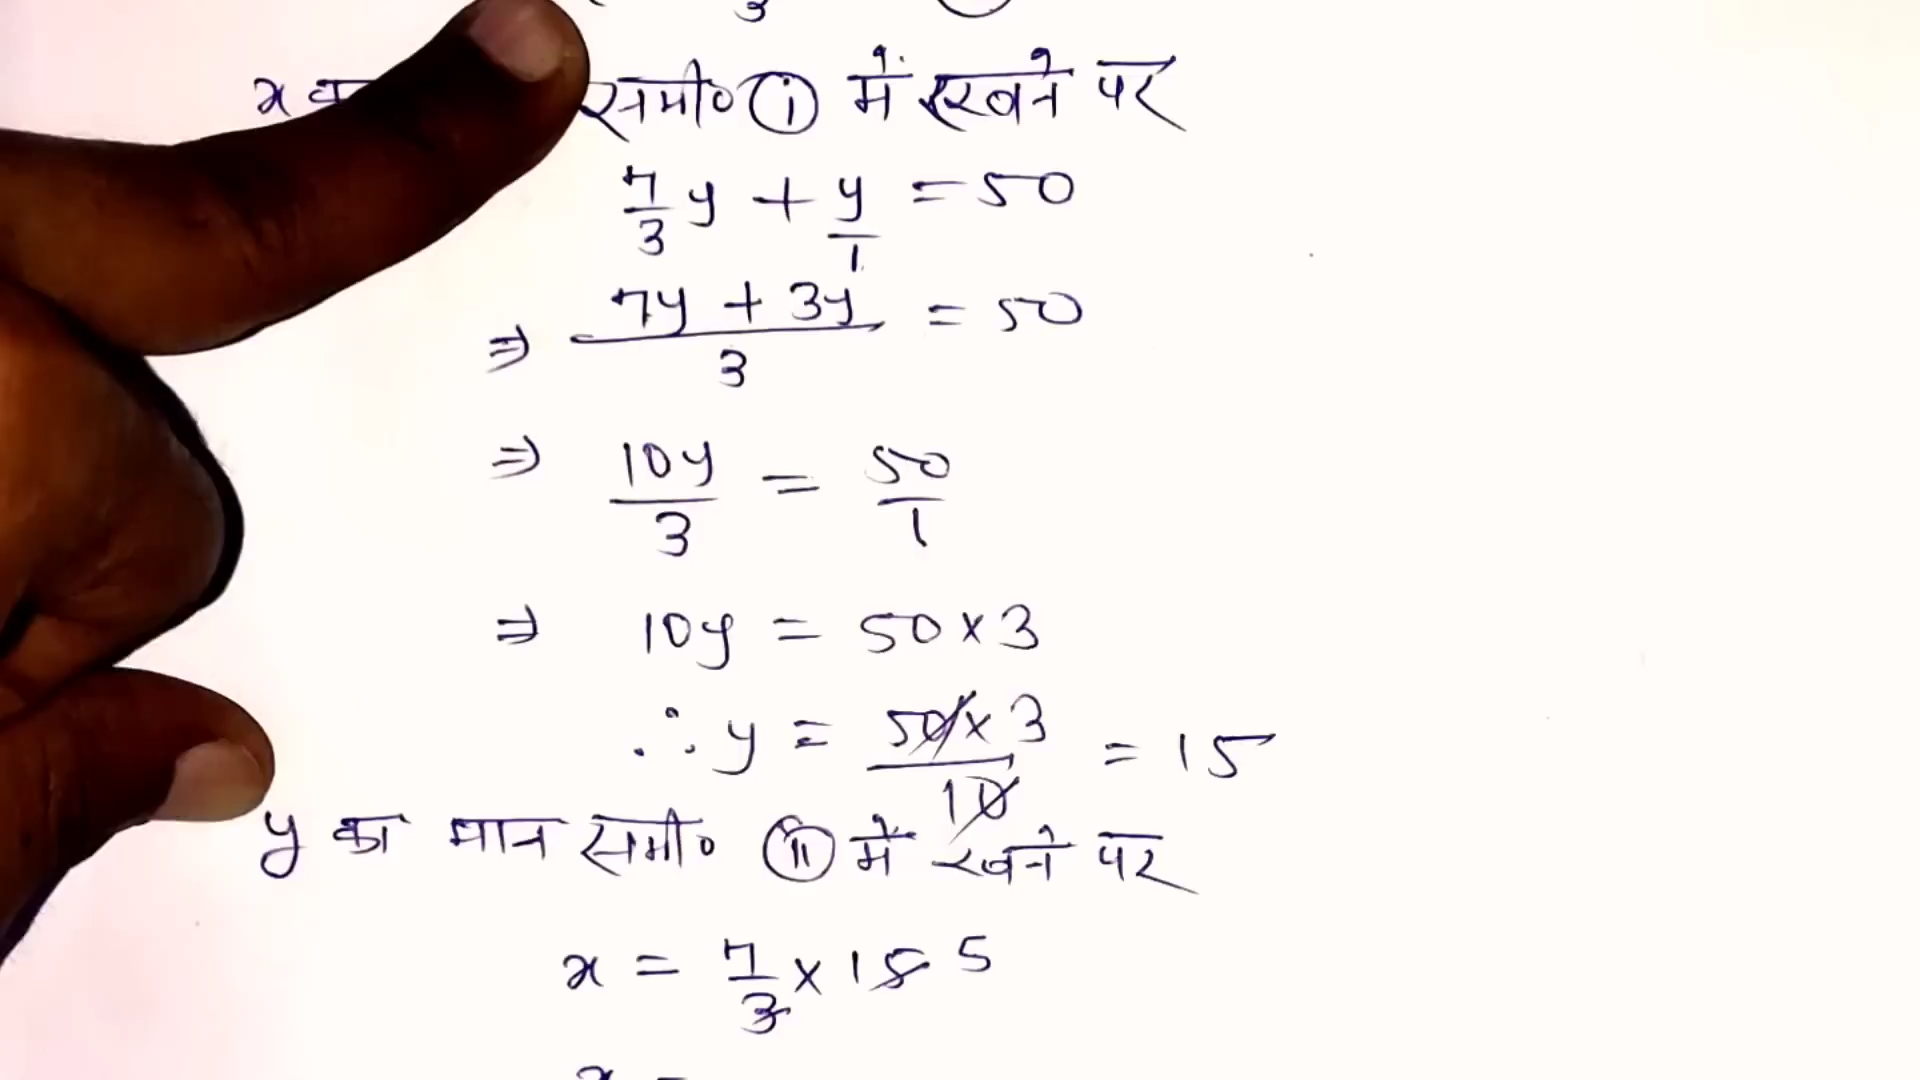 x समी० (i) में रखने पर
7/3 y + y/1 = 50
⇒ (7y + 3y)/3 = 50
⇒ 10y/3 = 50/1
⇒ 10y = 50 × 3
∴ y = (50 × 3)/10 = 15
y का मान समी० (ii) में रखने पर
x = 7/3 × 15 5
x =